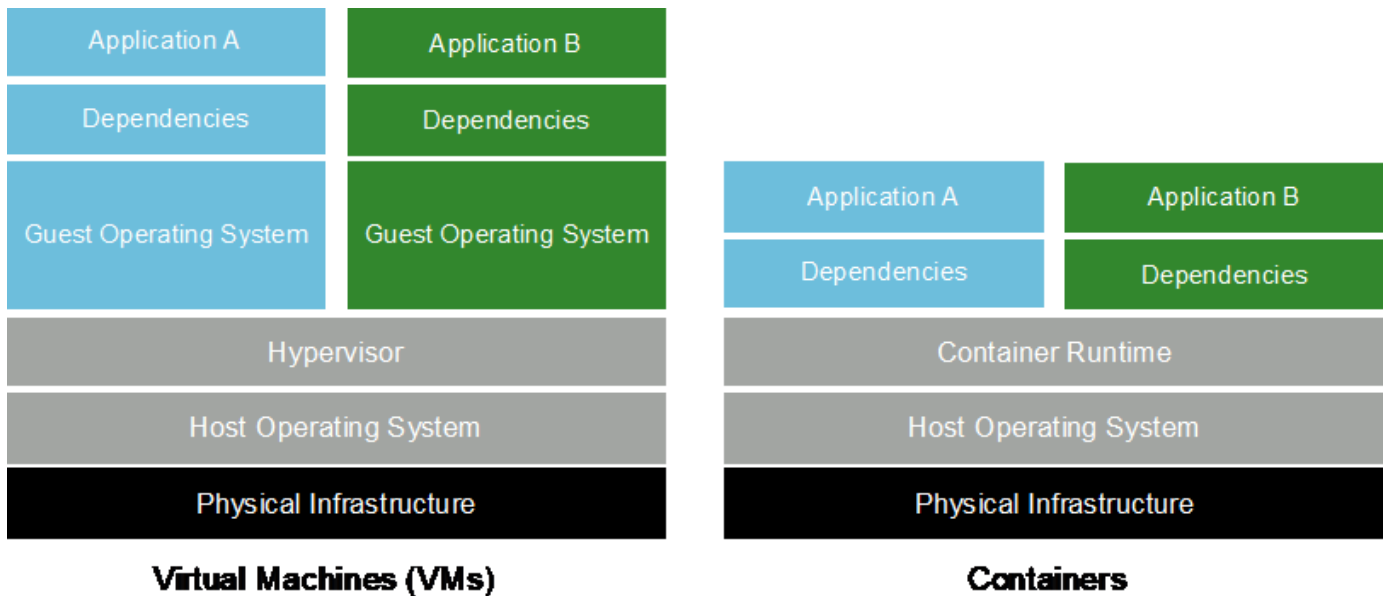 Application A
Application B
Dependencies
Dependencies
Guest Operating System
Guest Operating System
Hypervisor
Host Operating System
Physical Infrastructure
Virtual Machines (VMs)
Application A
Application B
Dependencies
Dependencies
Container Runtime
Host Operating System
Physical Infrastructure
Containers